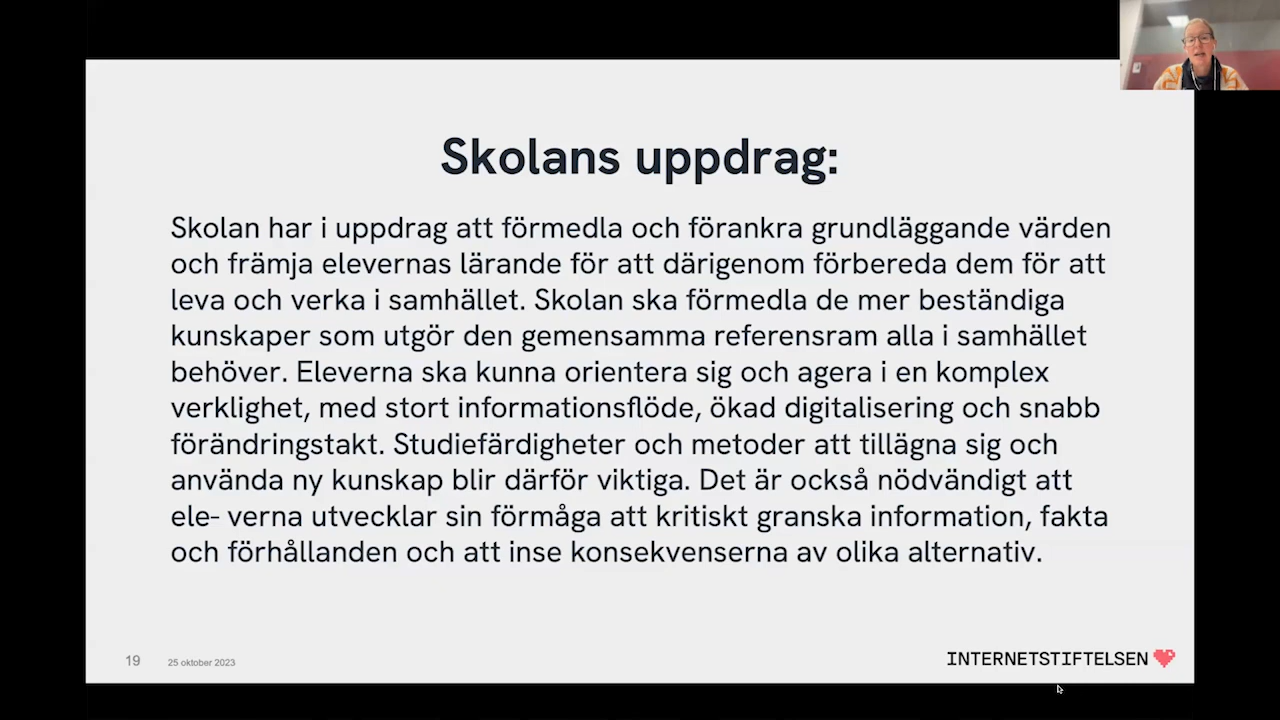 Skolans uppdrag:
Skolan har i uppdrag att förmedla och förankra grundläggande värden
och främja elevernas lärande för att därigenom förbereda dem för att
leva och verka i samhället. Skolan ska förmedla de mer beständiga
kunskaper som utgör den gemensamma referensram alla i samhället
behöver. Eleverna ska kunna orientera sig och agera i en komplex
verklighet, med stort informationsflöde, ökad digitalisering och snabb
förändringstakt. Studiefärdigheter och metoder att tillägna sig och
använda ny kunskap blir därför viktiga. Det är också nödvändigt att
ele- verna utvecklar sin förmåga att kritiskt granska information, fakta
och förhållanden och att inse konsekvenserna av olika alternativ.
19 25 oktober 2023
INTERNETSTIFTELSEN